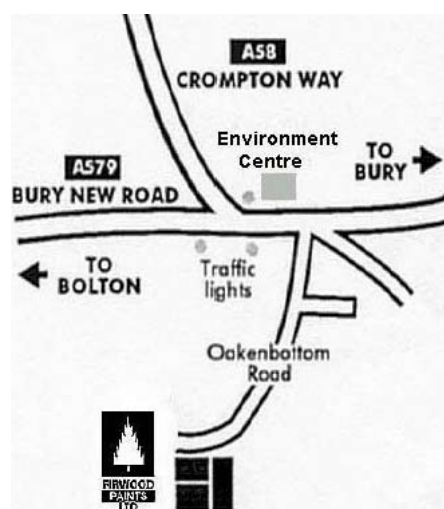 A58
CROMPTON WAY
Environment
Centre
A579
BURY NEW ROAD
TO
BURY
TO
BOLTON
Traffic
lights
Oakenbottom
Road
FIRWOOD
PAINTS
LTD